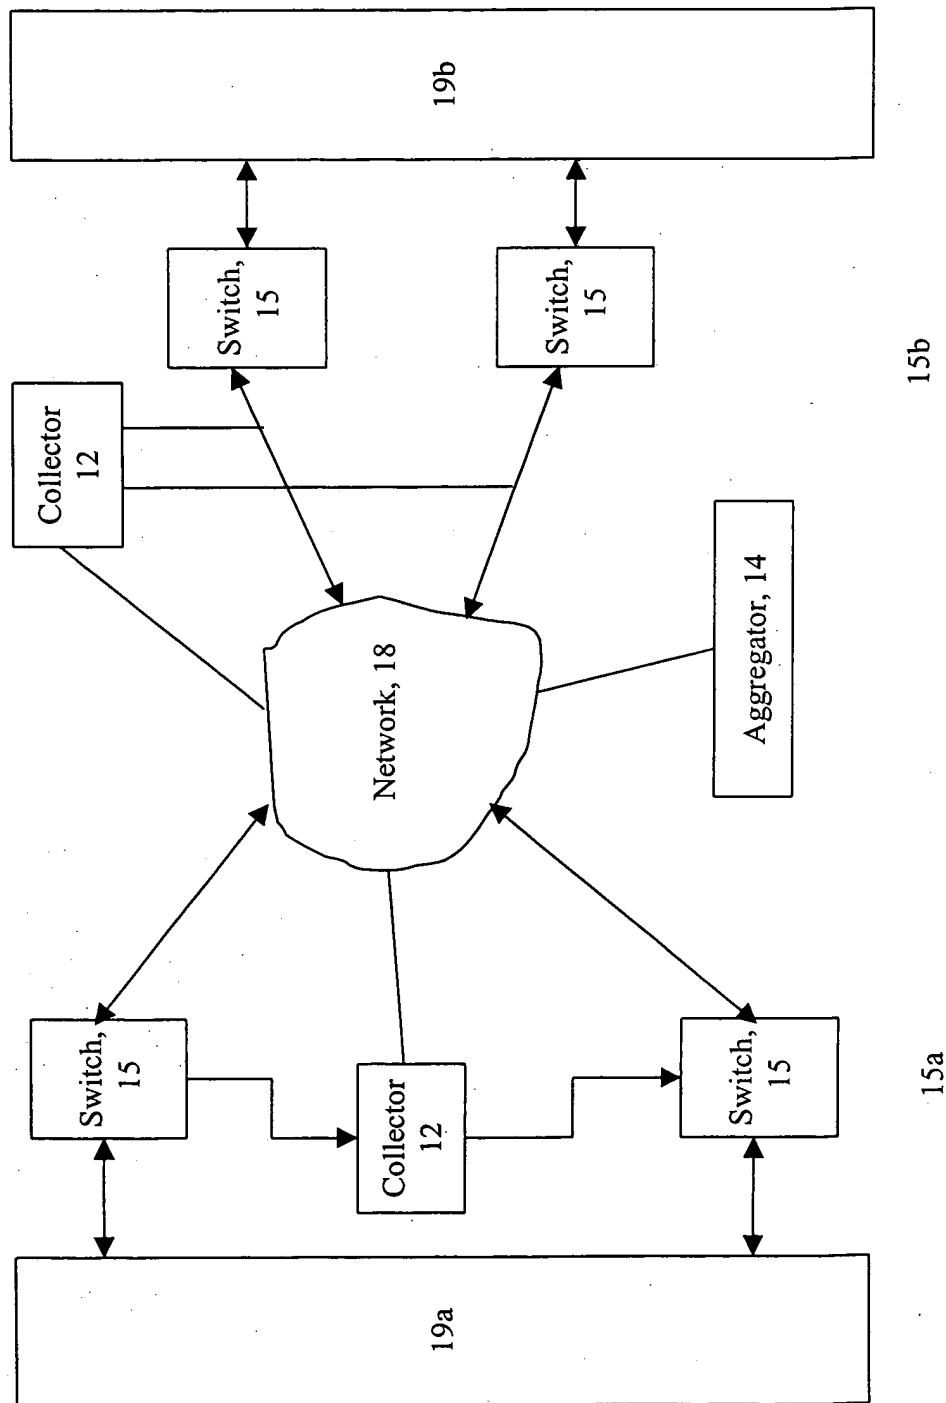 19a
Switch,
15
Collector
12
Switch,
15
15a
Network, 18
Aggregator, 14
Collector
12
Switch,
15
Switch,
15
15b
19b